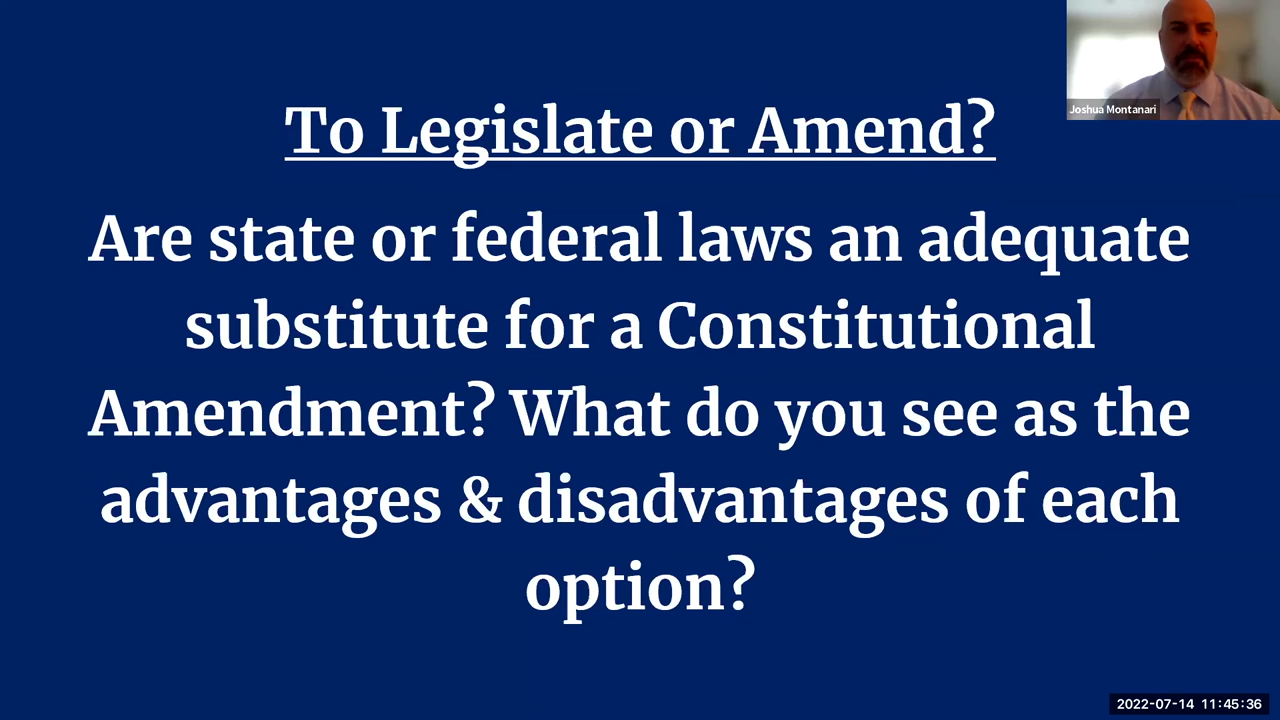 Joshua Montanari
To Legislate or Amend?
Are state or federal laws an adequate
substitute for a Constitutional
Amendment? What do you see as the
advantages & disadvantages of each
option?
2022-07-14 11:45:36